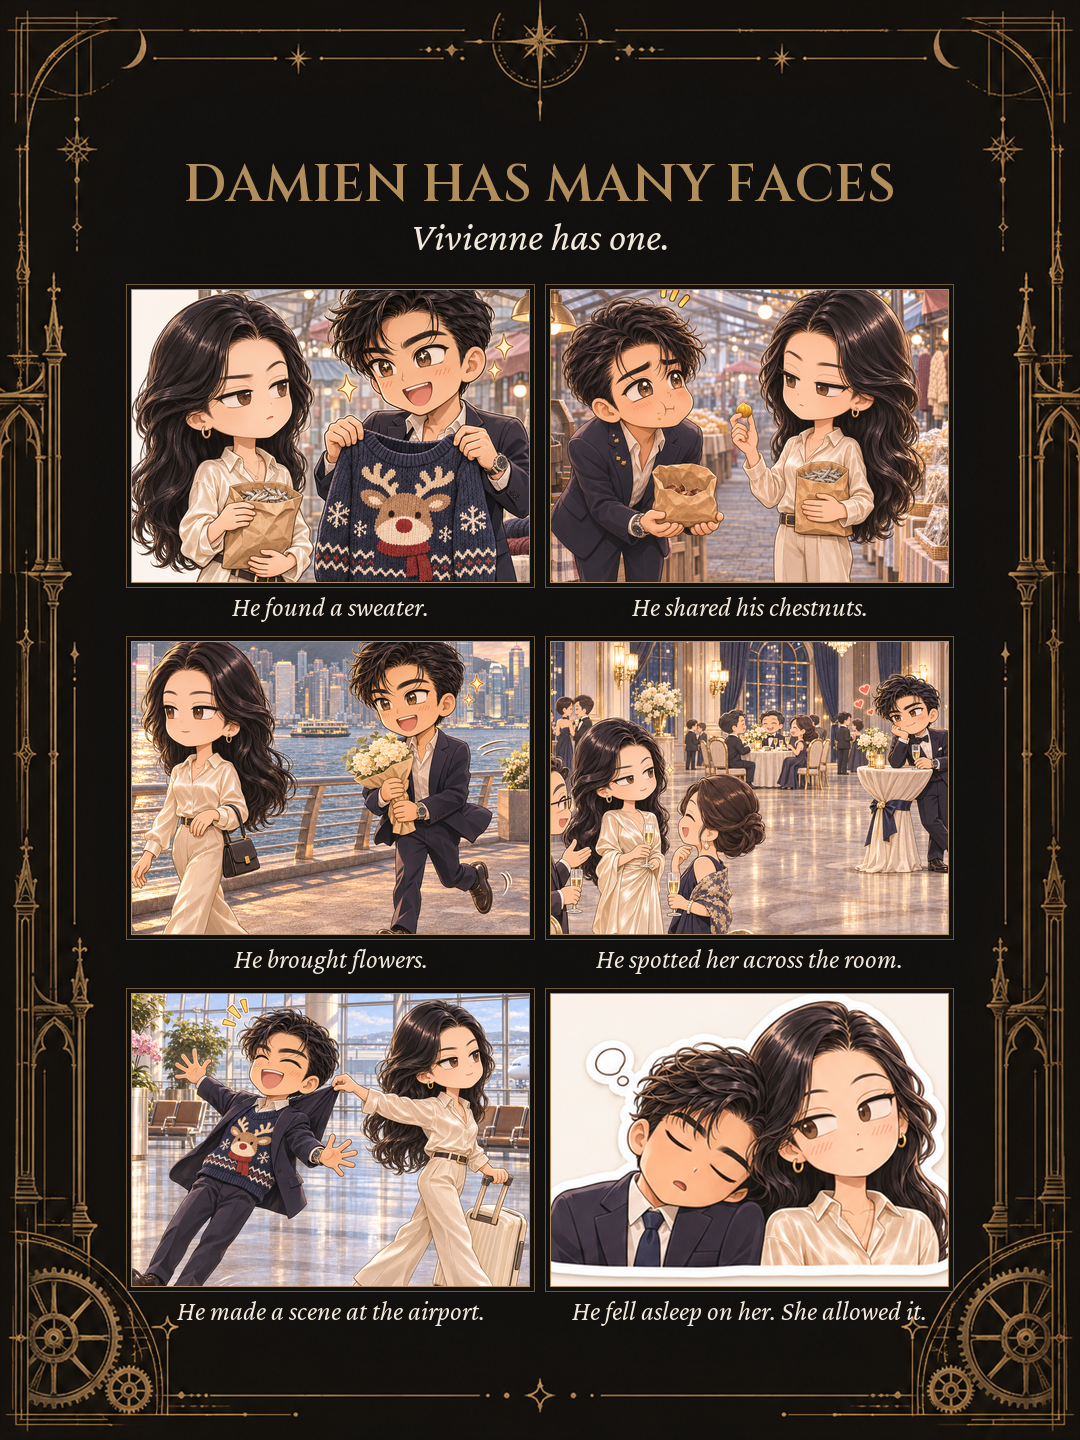 DAMIEN HAS MANY FACES
Vivienne has one.
He found a sweater.
He shared his chestnuts.
He brought flowers.
He spotted her across the room.
He made a scene at the airport.
He fell asleep on her. She allowed it.